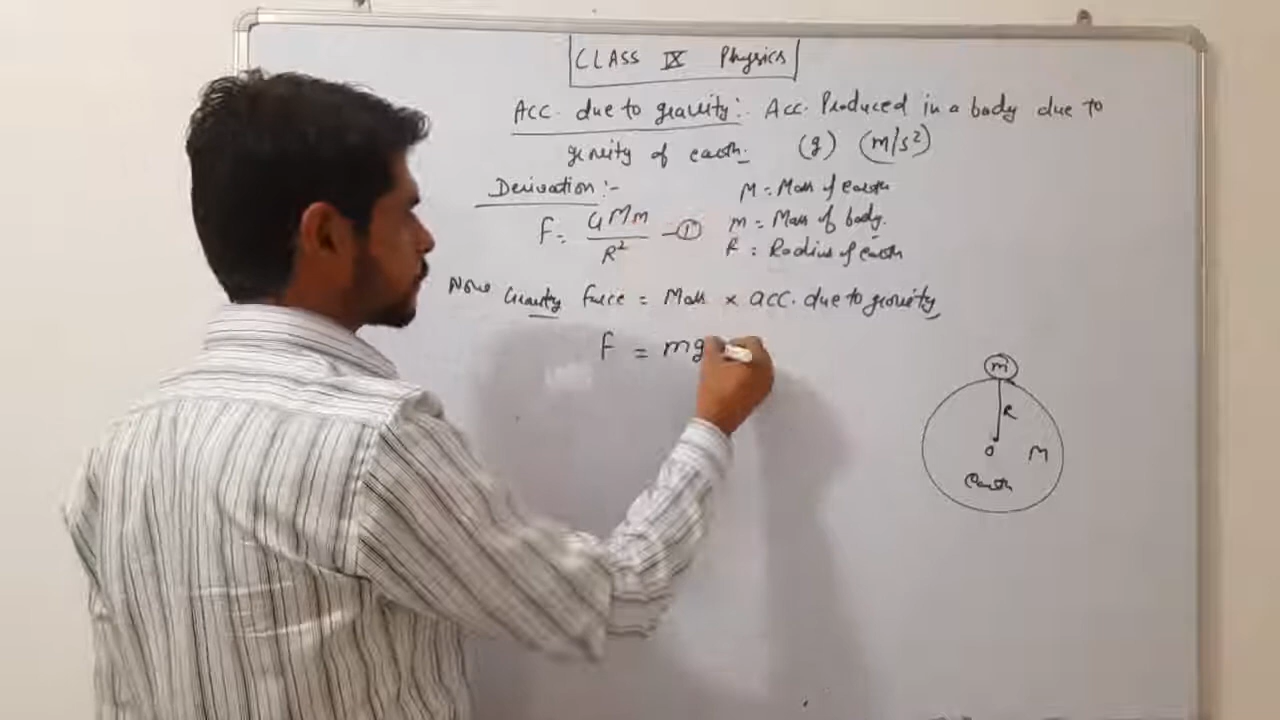 CLASS IX Physics
Acc. due to gravity:- Acc. Produced in a body due to
grvity of earth. (g) (m/s²)
Derivation :-
M = Mass of earth
F = GMm / R² — ①
m = Mass of body.
R = Radius of earth
Now Gravity force = Mass × acc. due to gravity
F = mg
m
R
O
M
Earth